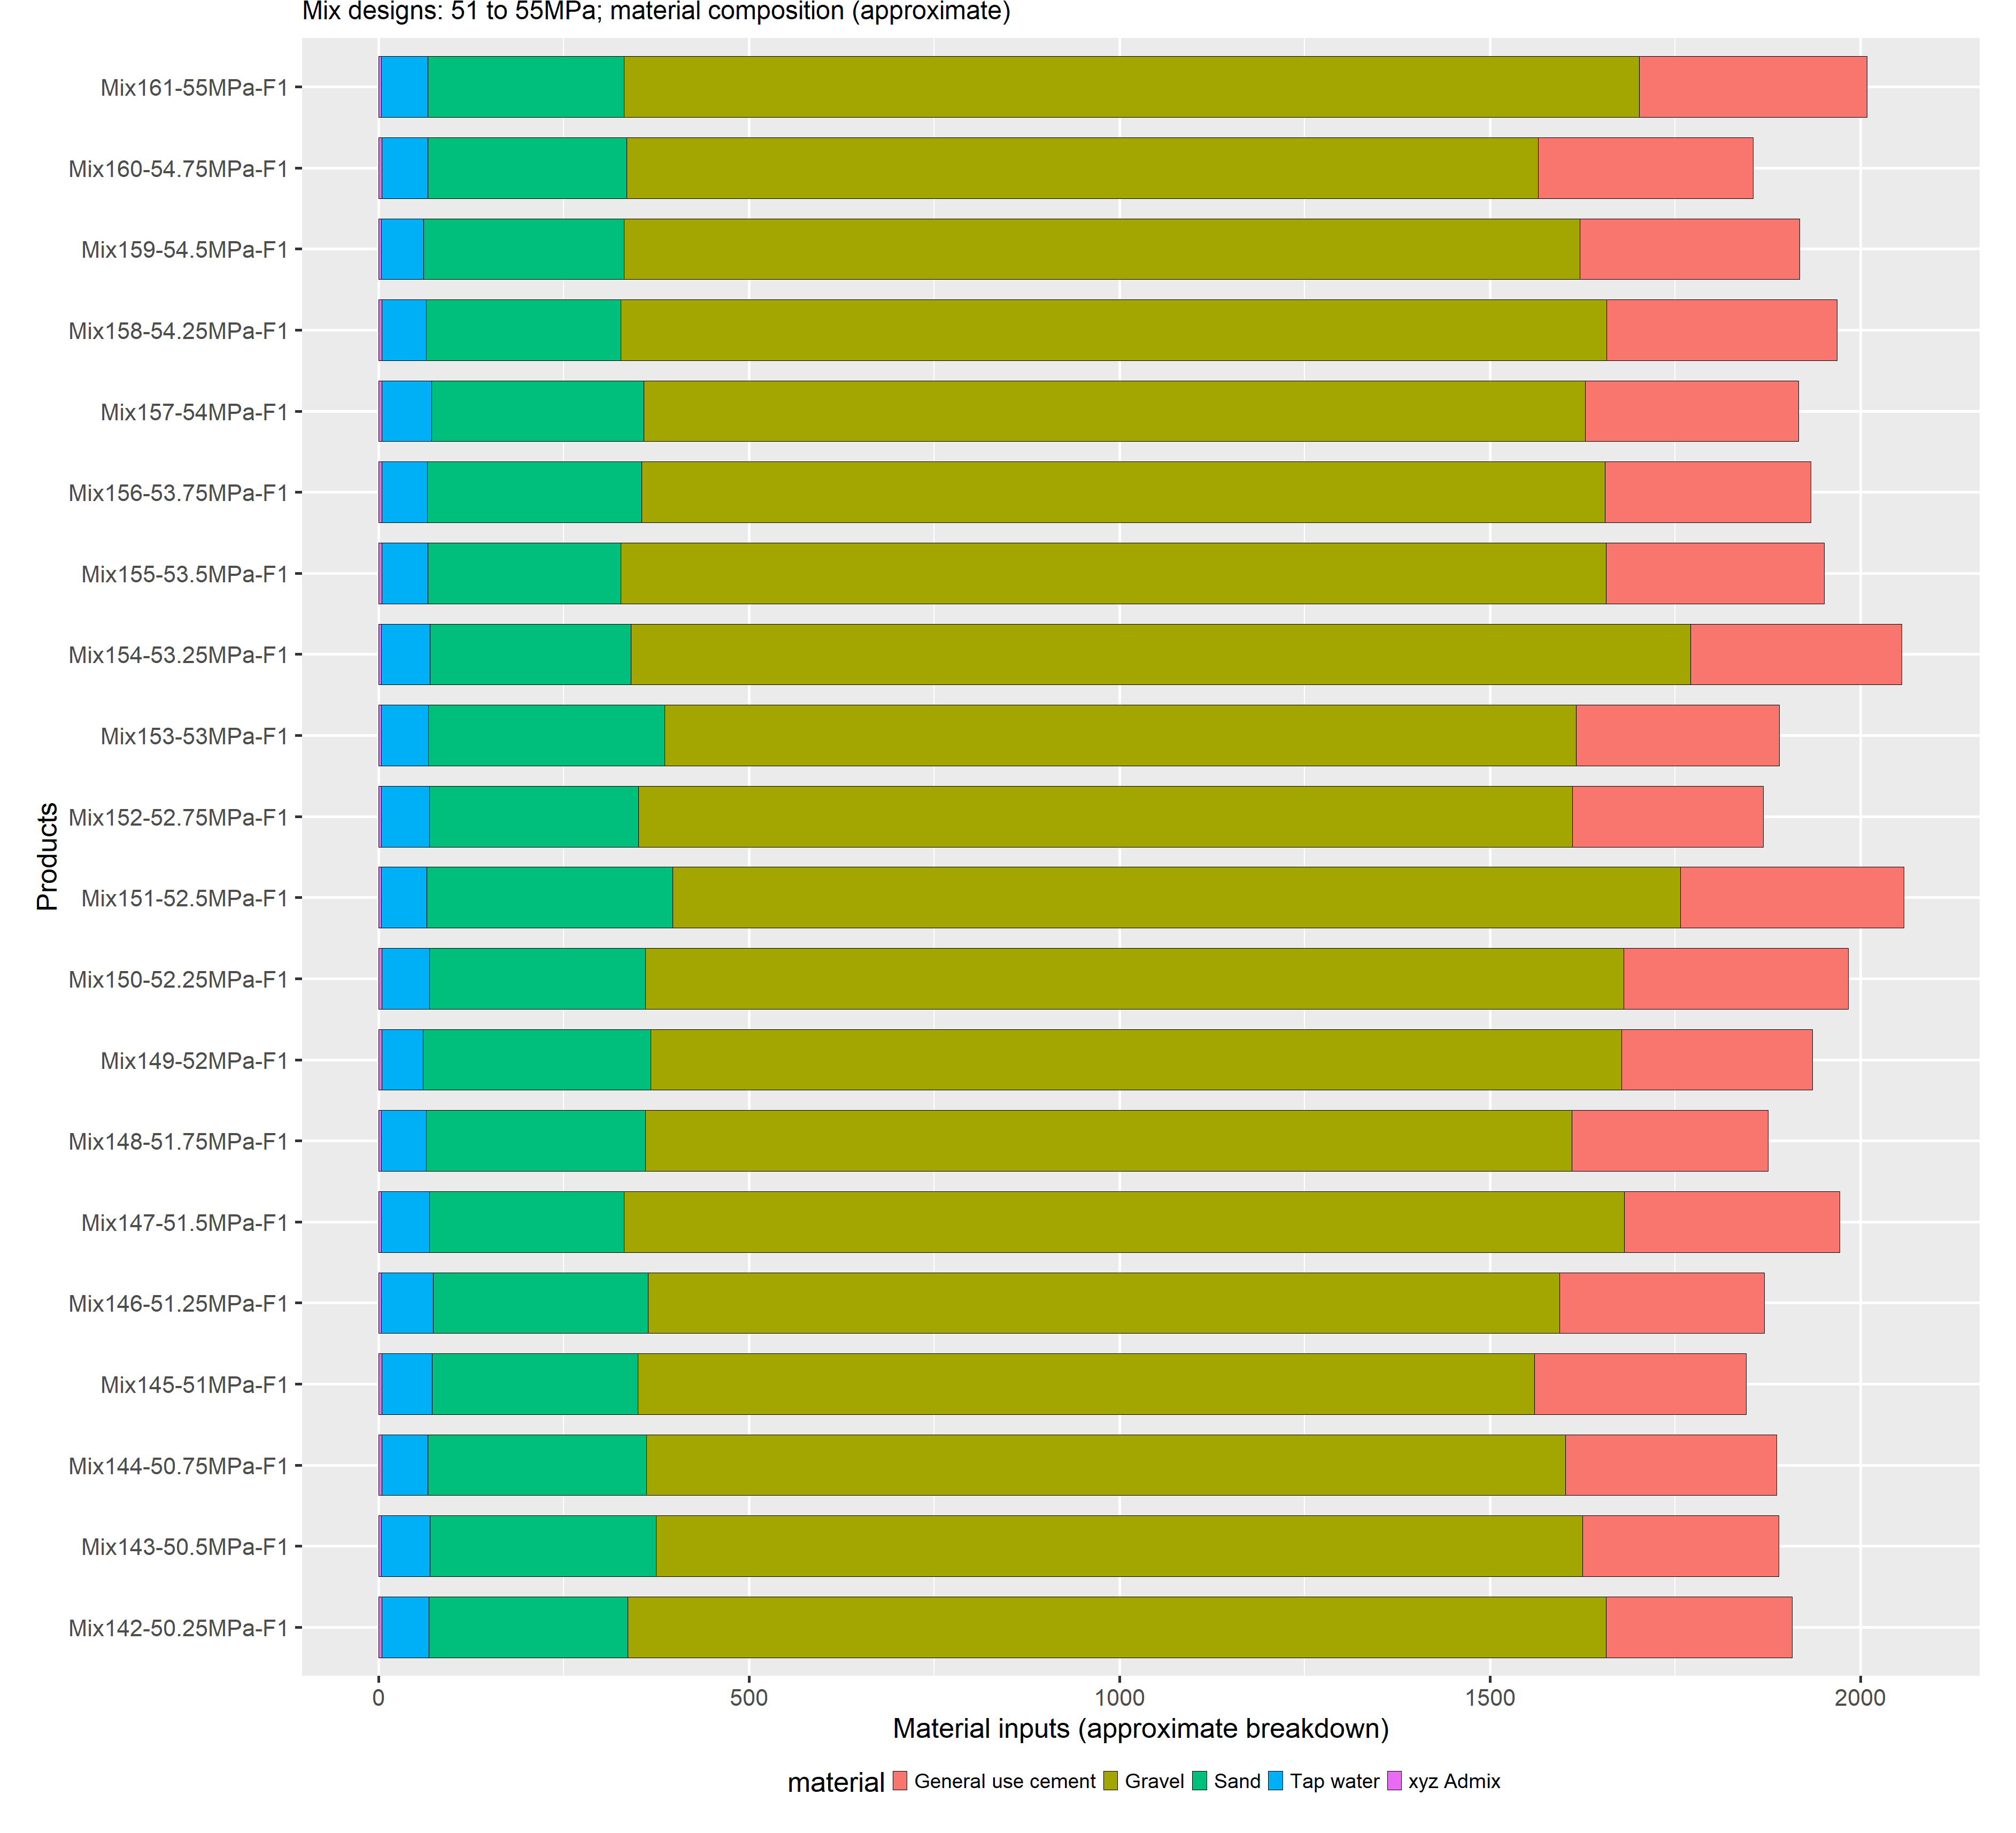 Mix designs: 51 to 55MPa; material composition (approximate)
Mix161-55MPa-F1
Mix160-54.75MPa-F1
Mix159-54.5MPa-F1
Mix158-54.25MPa-F1
Mix157-54MPa-F1
Mix156-53.75MPa-F1
Mix155-53.5MPa-F1
Mix154-53.25MPa-F1
Mix153-53MPa-F1
Mix152-52.75MPa-F1
Mix151-52.5MPa-F1
Mix150-52.25MPa-F1
Mix149-52MPa-F1
Mix148-51.75MPa-F1
Mix147-51.5MPa-F1
Mix146-51.25MPa-F1
Mix145-51MPa-F1
Mix144-50.75MPa-F1
Mix143-50.5MPa-F1
Mix142-50.25MPa-F1
Products
0 500 1000 1500 2000
Material inputs (approximate breakdown)
material General use cement Gravel Sand Tap water xyz Admix